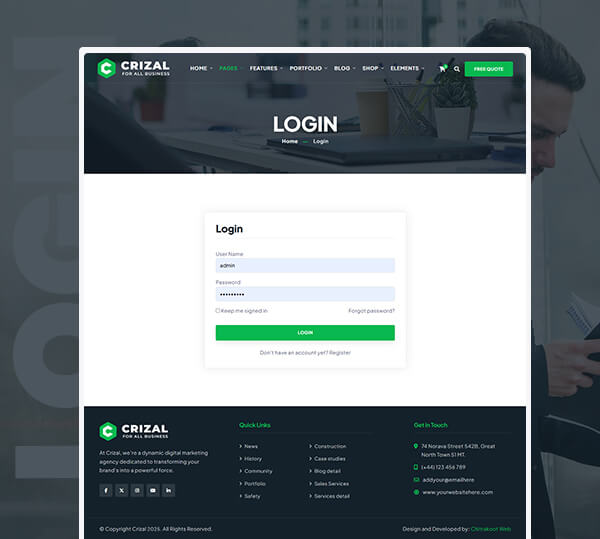 LOGIN
CRIZAL
FOR ALL BUSINESS
HOME PAGES FEATURES PORTFOLIO BLOG SHOP ELEMENTS FREE QUOTE
LOGIN
Home — Login
Login
User Name
admin
Password
•••••••••
Keep me signed in Forgot password?
LOGIN
Don't have an account yet? Register
CRIZAL
FOR ALL BUSINESS
At Crizal, we're a dynamic digital marketing
agency dedicated to transforming your
brand's into a powerful force.
Quick Links
News
History
Community
Portfolio
Safety
Construction
Case studies
Blog detail
Sales Services
Services detail
Get In Touch
74 Norava Street 542B, Great
North Town S1 MT.
(+44) 123 456 789
addyour@emailhere
www.yourwebsitehere.com
© Copyright Crizal 2025. All Rights Reserved.
Design and Developed by: Chitrakoot Web